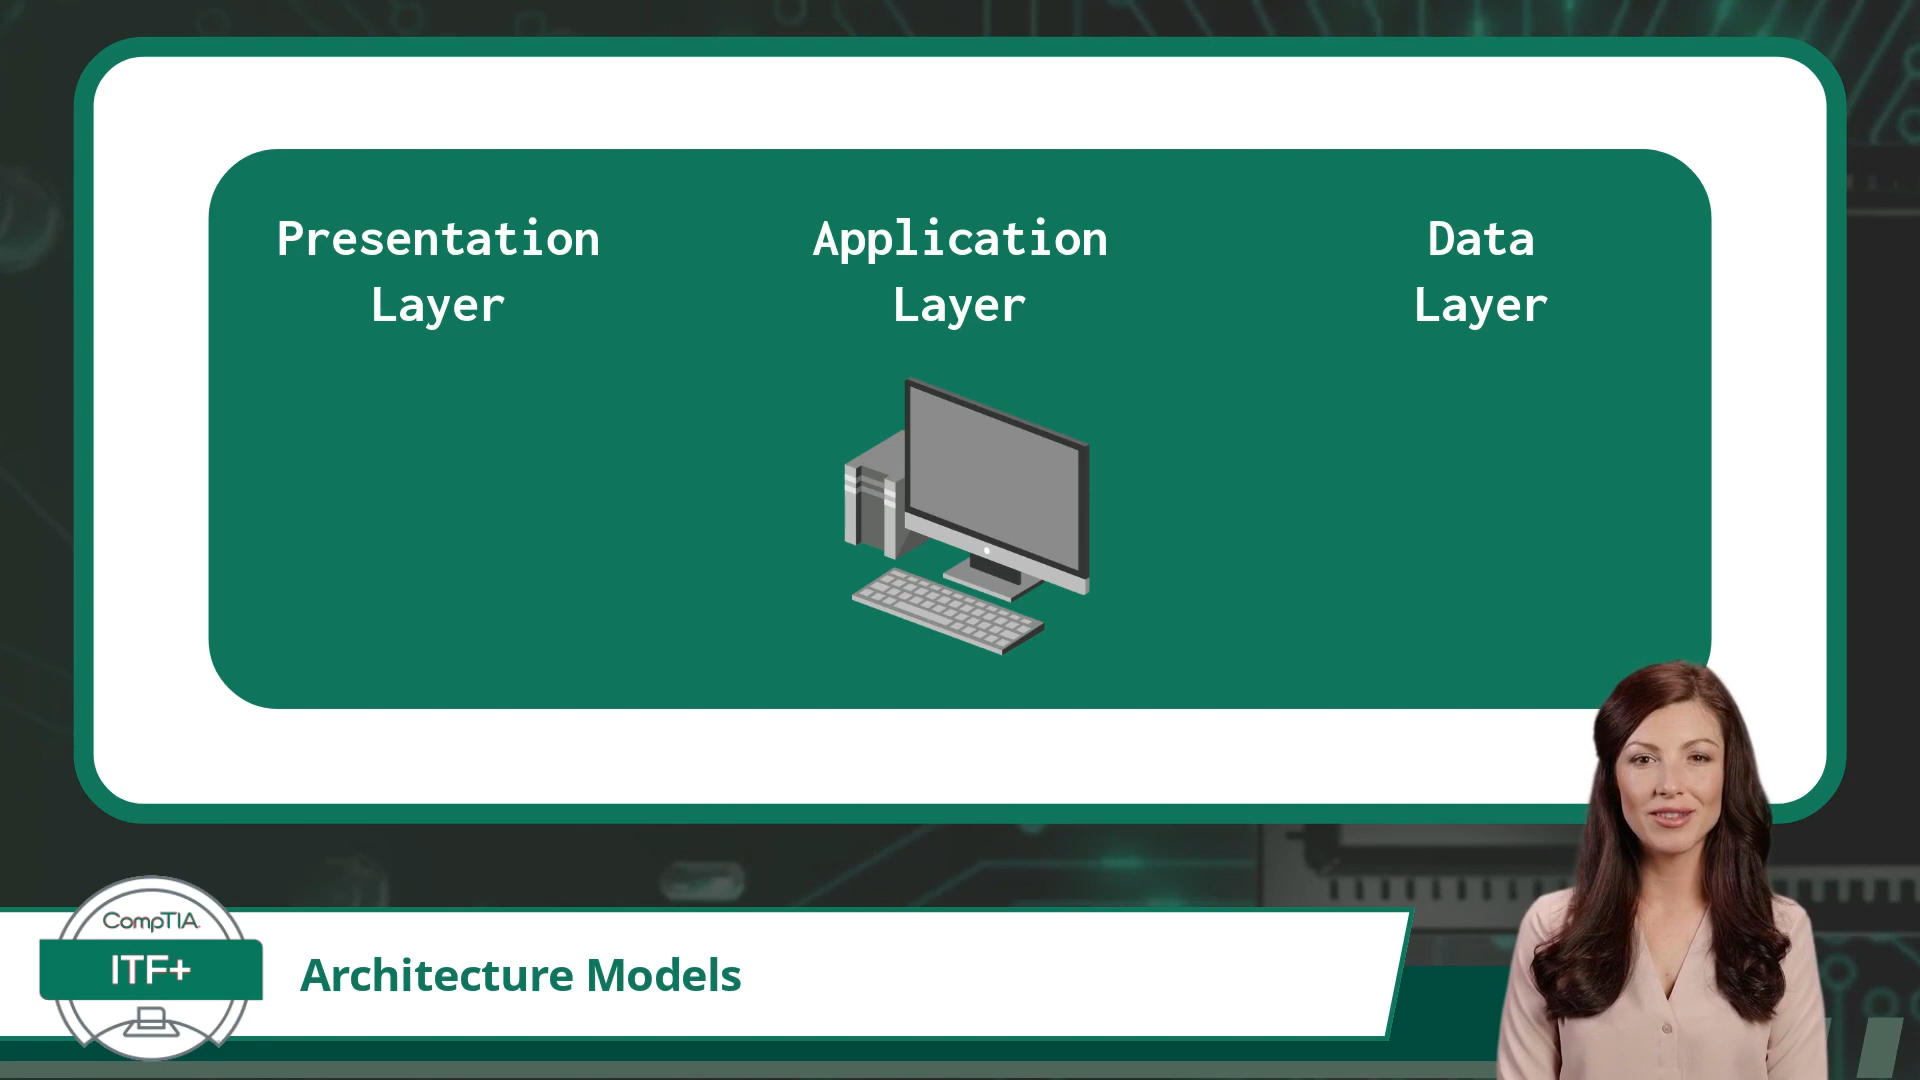 Presentation
Layer
Application
Layer
Data
Layer
CompTIA
ITF+
Architecture Models